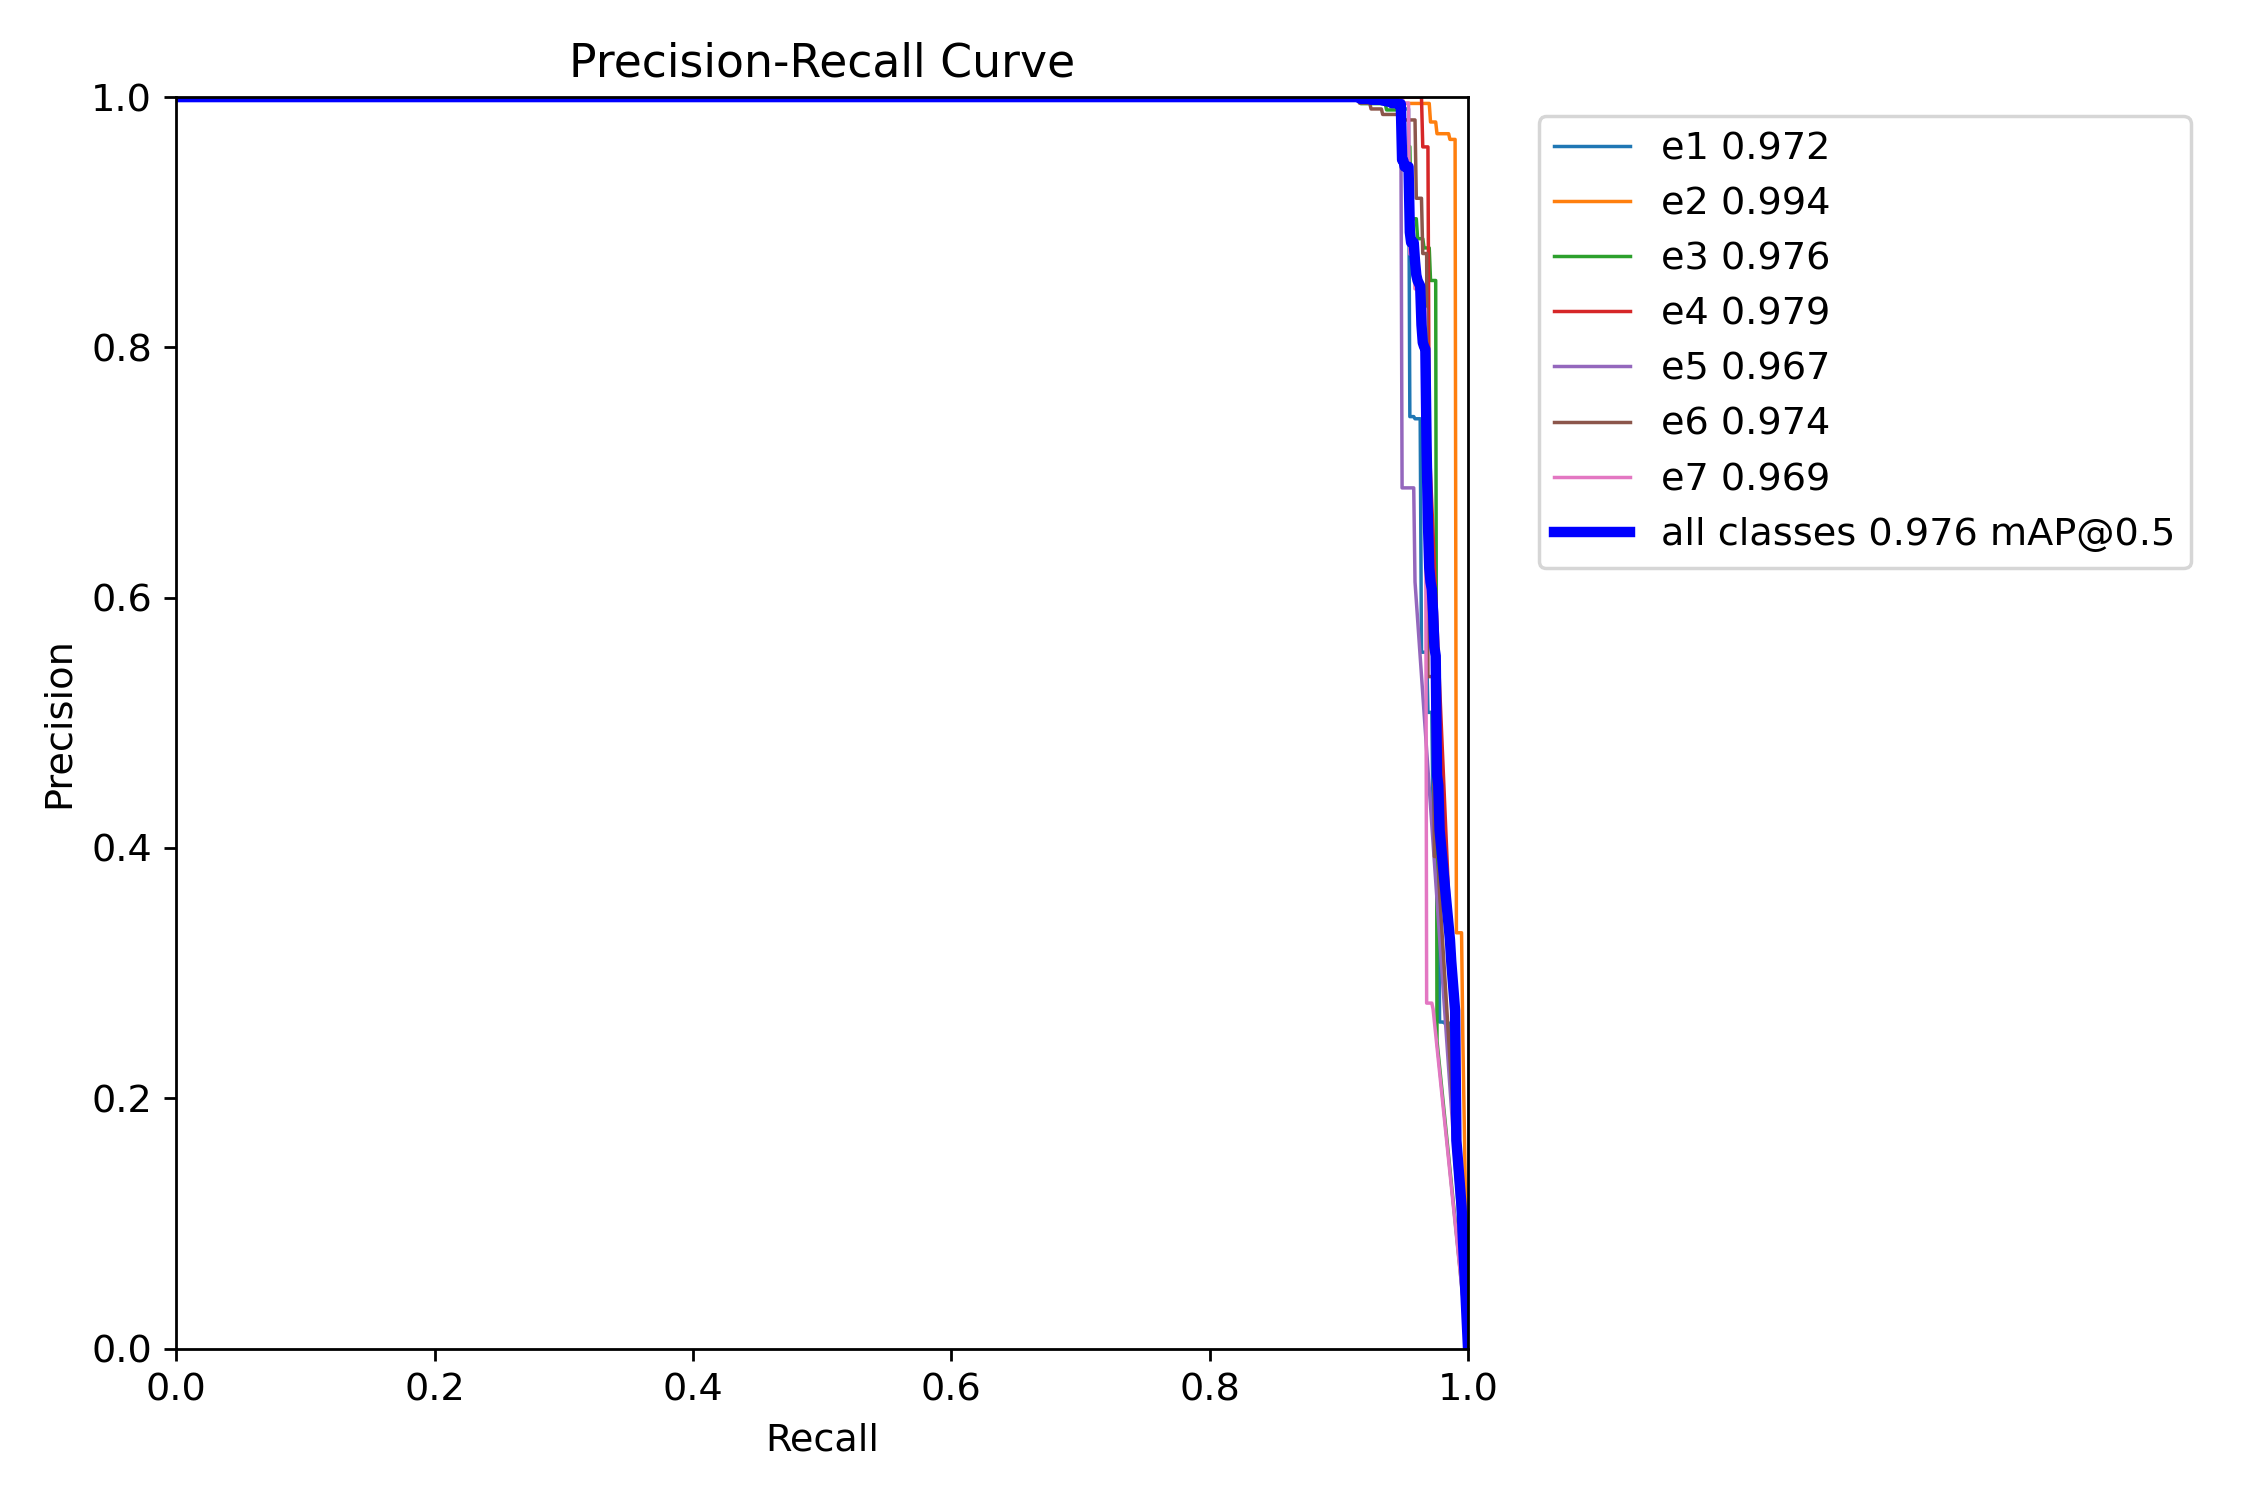 Precision-Recall Curve
1.0
0.8
0.6
0.4
0.2
0.0
Precision
0.0 0.2 0.4 0.6 0.8 1.0
Recall
e1 0.972
e2 0.994
e3 0.976
e4 0.979
e5 0.967
e6 0.974
e7 0.969
all classes 0.976 mAP@0.5